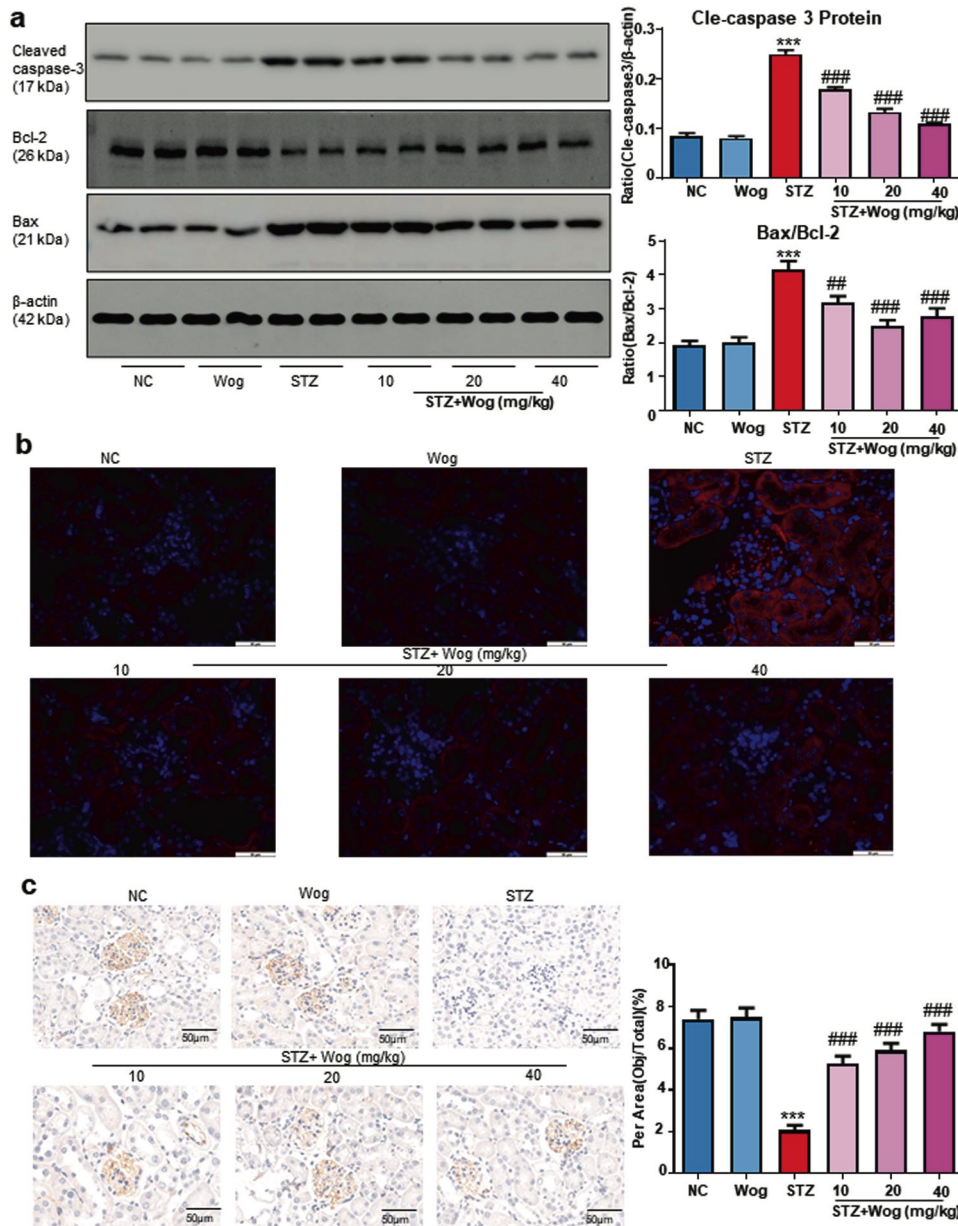 a
Cleaved
caspase-3
(17 kDa)
Bcl-2
(26 kDa)
Bax
(21 kDa)
β-actin
(42 kDa)
NC Wog STZ 10 20 40
STZ+Wog (mg/kg)
Cle-caspase 3 Protein
Ratio(Cle-caspase3/β-actin)
0.3
0.2
0.1
0.0
***
###
###
###
NC Wog STZ 10 20 40
STZ+Wog (mg/kg)
Bax/Bcl-2
Ratio(Bax/Bcl-2)
5
4
3
2
1
0
***
##
###
###
NC Wog STZ 10 20 40
STZ+Wog (mg/kg)
b
NC Wog STZ
STZ+ Wog (mg/kg)
10 20 40
c
NC Wog STZ
50μm 50μm 50μm
STZ+ Wog (mg/kg)
10 20 40
50μm 50μm 50μm
Per Area(Obj/Total)(%)
8
6
4
2
0
***
###
###
###
NC Wog STZ 10 20 40
STZ+Wog (mg/kg)